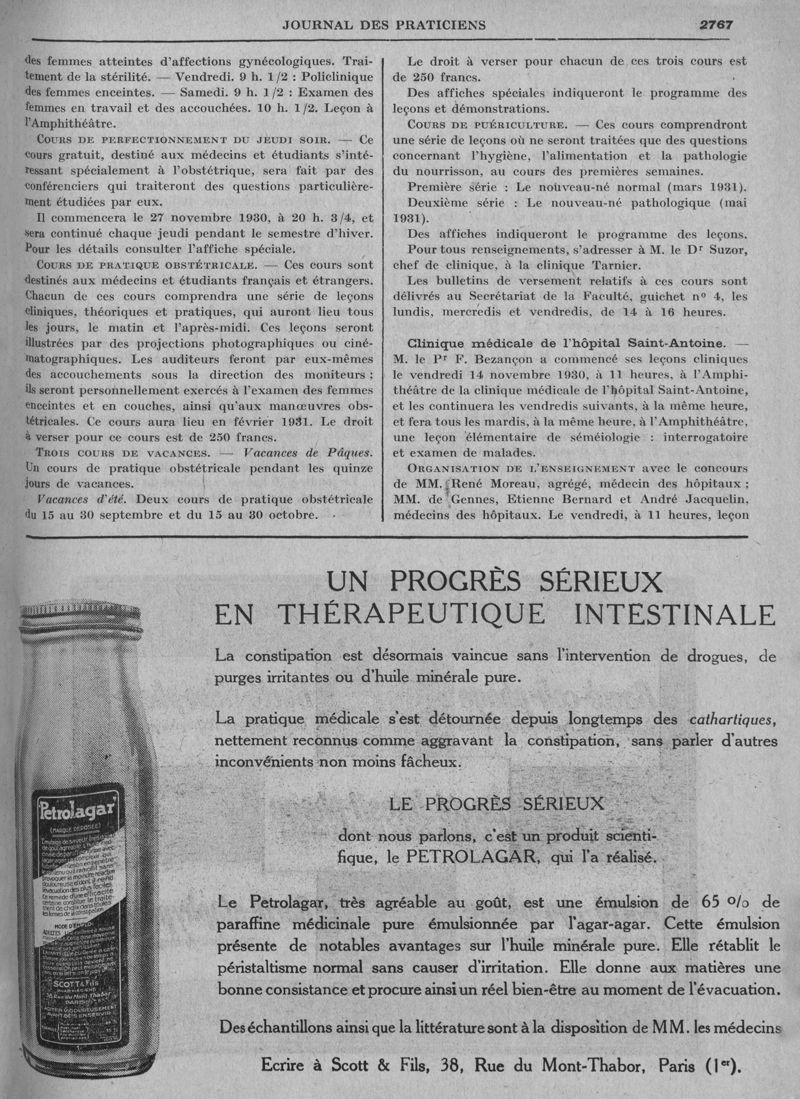 JOURNAL DES PRATICIENS 2767
des femmes atteintes d'affections gynécologiques. Trai-
tement de la stérilité. — Vendredi. 9 h. 1/2 : Policlinique
des femmes enceintes. — Samedi. 9 h. 1/2 : Examen des
femmes en travail et des accouchées. 10 h. 1/2. Leçon à
l'Amphithéâtre.
COURS DE PERFECTIONNEMENT DU JEUDI SOIR. — Ce
cours gratuit, destiné aux médecins et étudiants s'inté-
ressant spécialement à l'obstétrique, sera fait par des
conférenciers qui traiteront des questions particulière-
ment étudiées par eux.
Il commencera le 27 novembre 1930, à 20 h. 3/4, et
sera continué chaque jeudi pendant le semestre d'hiver.
Pour les détails consulter l'affiche spéciale.
COURS DE PRATIQUE OBSTÉTRICALE. — Ces cours sont
destinés aux médecins et étudiants français et étrangers.
Chacun de ces cours comprendra une série de leçons
cliniques, théoriques et pratiques, qui auront lieu tous
les jours, le matin et l'après-midi. Ces leçons seront
illustrées par des projections photographiques ou ciné-
matographiques. Les auditeurs feront par eux-mêmes
des accouchements sous la direction des moniteurs ;
ils seront personnellement exercés à l'examen des femmes
enceintes et en couches, ainsi qu'aux manœuvres obs-
tétricales. Ce cours aura lieu en février 1931. Le droit
à verser pour ce cours est de 250 francs.
TROIS COURS DE VACANCES. — Vacances de Pâques.
Un cours de pratique obstétricale pendant les quinze
jours de vacances.
Vacances d'été. Deux cours de pratique obstétricale
du 15 au 30 septembre et du 15 au 30 octobre.
Le droit à verser pour chacun de ces trois cours est
de 250 francs.
Des affiches spéciales indiqueront le programme des
leçons et démonstrations.
COURS DE PUÉRICULTURE. — Ces cours comprendront
une série de leçons où ne seront traitées que des questions
concernant l'hygiène, l'alimentation et la pathologie
du nourrisson, au cours des premières semaines.
Première série : Le nouveau-né normal (mars 1931).
Deuxième série : Le nouveau-né pathologique (mai
1931).
Des affiches indiqueront le programme des leçons.
Pour tous renseignements, s'adresser à M. le Dr Suzor,
chef de clinique, à la clinique Tarnier.
Les bulletins de versement relatifs à ces cours sont
délivrés au Secrétariat de la Faculté, guichet n° 4, les
lundis, mercredis et vendredis, de 14 à 16 heures.
Clinique médicale de l'hôpital Saint-Antoine. —
M. le Pr F. Bezançon a commencé ses leçons cliniques
le vendredi 14 novembre 1930, à 11 heures, à l'Amphi-
théâtre de la clinique médicale de l'hôpital Saint-Antoine,
et les continuera les vendredis suivants, à la même heure,
et fera tous les mardis, à la même heure, à l'Amphithéâtre,
une leçon élémentaire de séméiologie : interrogatoire
et examen de malades.
ORGANISATION DE L'ENSEIGNEMENT avec le concours
de MM. René Moreau, agrégé, médecin des hôpitaux ;
MM. de Gennes, Etienne Bernard et André Jacquelin,
médecins des hôpitaux. Le vendredi, à 11 heures, leçon
UN PROGRÈS SÉRIEUX
EN THÉRAPEUTIQUE INTESTINALE
La constipation est désormais vaincue sans l'intervention de drogues, de
purges irritantes ou d'huile minérale pure.
La pratique médicale s'est détournée depuis longtemps des cathartiques,
nettement reconnus comme aggravant la constipation, sans parler d'autres
inconvénients non moins fâcheux.
LE PROGRÈS SÉRIEUX
dont nous parlons, c'est un produit scienti-
fique, le PETROLAGAR, qui l'a réalisé.
Le Petrolagar, très agréable au goût, est une émulsion de 65 % de
paraffine médicinale pure émulsionnée par l'agar-agar. Cette émulsion
présente de notables avantages sur l'huile minérale pure. Elle rétablit le
péristaltisme normal sans causer d'irritation. Elle donne aux matières une
bonne consistance et procure ainsi un réel bien-être au moment de l'évacuation.
Des échantillons ainsi que la littérature sont à la disposition de MM. les médecins
Ecrire à Scott & Fils, 38, Rue du Mont-Thabor, Paris (1er).
Petrolagar
(MARQUE DÉPOSÉE)
MODE D'EMPLOI
ADULTES
SCOTT & Fils
PARIS